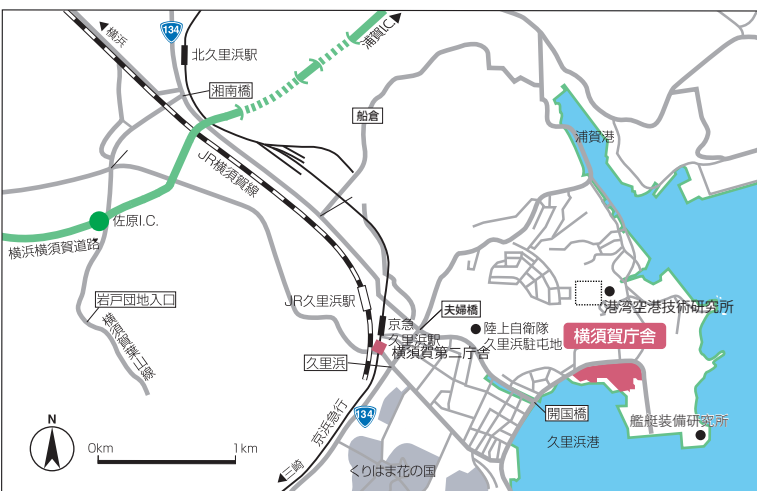 横浜
134
北久里浜駅
浦賀I.C.
湘南橋
船倉
浦賀港
JR横須賀線
佐原I.C.
横浜横須賀道路
岩戸団地入口
横須賀葉山線
JR久里浜駅
夫婦橋
港湾空港技術研究所
京急
久里浜駅
陸上自衛隊
久里浜駐屯地
横須賀庁舎
横須賀第二庁舎
久里浜
134
開国橋
艦艇装備研究所
久里浜港
京浜急行
三崎
くりはま花の国
N
0km
1km